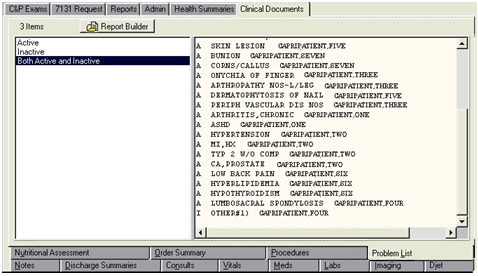 C&P Exams 7131 Request Reports Admin Health Summaries Clinical Documents
3 Items Report Builder
Active
Inactive
Both Active and Inactive
A SKIN LESION CAPRIPATIENT,FIVE
A BUNION CAPRIPATIENT,SEVEN
A CORNS/CALLUS CAPRIPATIENT,SEVEN
A ONYCHIA OF FINGER CAPRIPATIENT,THREE
A ARTHROPATHY NOS-L/LEG CAPRIPATIENT,THREE
A DERMATOPHYTOSIS OF NAIL CAPRIPATIENT,FIVE
A PERIPH VASCULAR DIS NOS CAPRIPATIENT,THREE
A ARTHRITIS,CHRONIC CAPRIPATIENT,ONE
A ASHD CAPRIPATIENT,ONE
A HYPERTENSION CAPRIPATIENT,TWO
A MI,HX CAPRIPATIENT,TWO
A TYP 2 W/O COMP CAPRIPATIENT,TWO
A CA,PROSTATE CAPRIPATIENT,TWO
A LOW BACK PAIN CAPRIPATIENT,SIX
A HYPERLIPIDEMIA CAPRIPATIENT,SIX
A HYPOTHYROIDISM CAPRIPATIENT,SIX
A LUMBOSACRAL SPONDYLOSIS CAPRIPATIENT,FOUR
I OTHER#1) CAPRIPATIENT,FOUR
Nutritional Assessment Order Summary Procedures Problem List
Notes Discharge Summaries Consults Vitals Meds Labs Imaging Djet